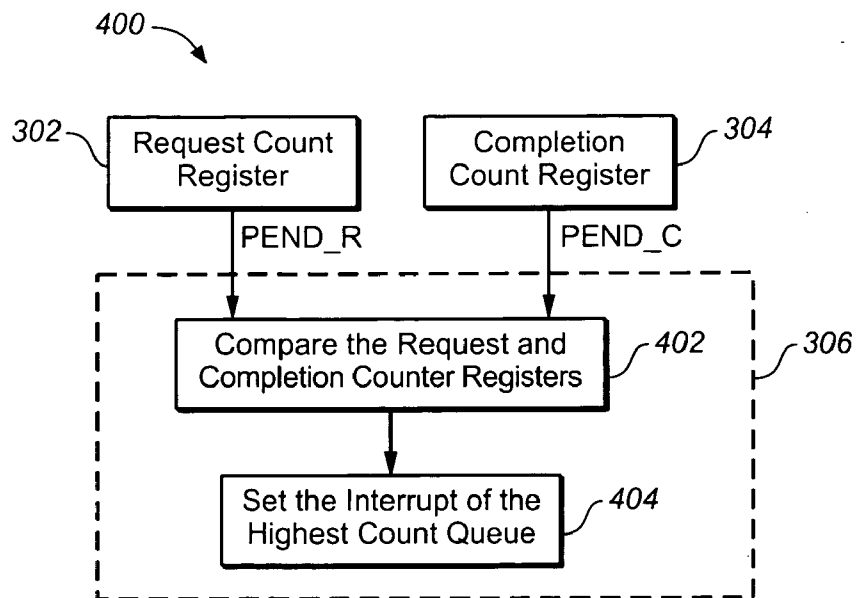 400
302
Request Count
Register
Completion
Count Register
304
PEND_R
PEND_C
Compare the Request and
Completion Counter Registers
402
306
Set the Interrupt of the
Highest Count Queue
404